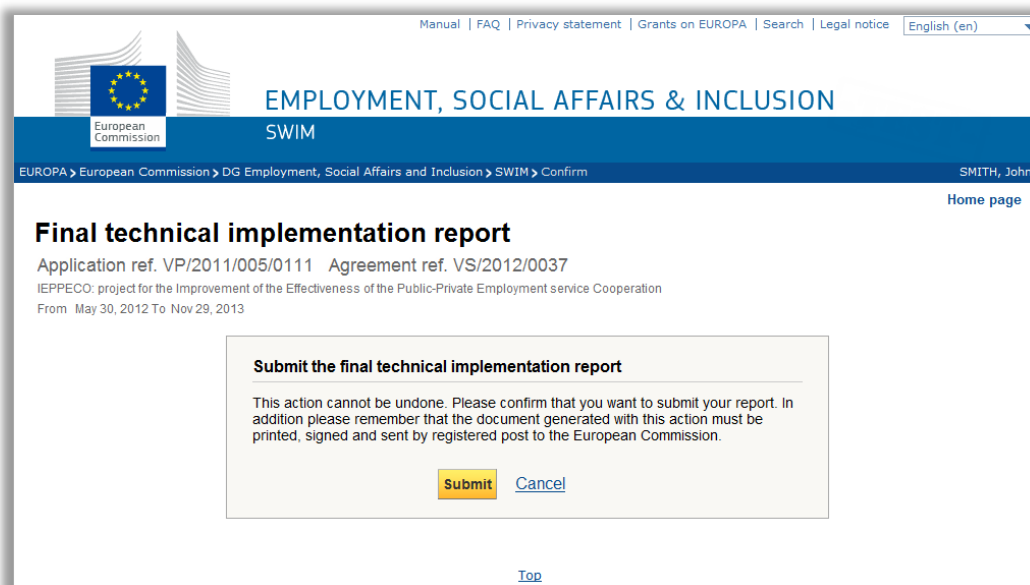 Manual | FAQ | Privacy statement | Grants on EUROPA | Search | Legal notice English (en)
EMPLOYMENT, SOCIAL AFFAIRS & INCLUSION
European
Commission
SWIM
EUROPA > European Commission > DG Employment, Social Affairs and Inclusion > SWIM > Confirm SMITH, John
Home page
Final technical implementation report
Application ref. VP/2011/005/0111 Agreement ref. VS/2012/0037
IEPPECO: project for the Improvement of the Effectiveness of the Public-Private Employment service Cooperation
From May 30, 2012 To Nov 29, 2013
Submit the final technical implementation report
This action cannot be undone. Please confirm that you want to submit your report. In
addition please remember that the document generated with this action must be
printed, signed and sent by registered post to the European Commission.
Submit Cancel
Top